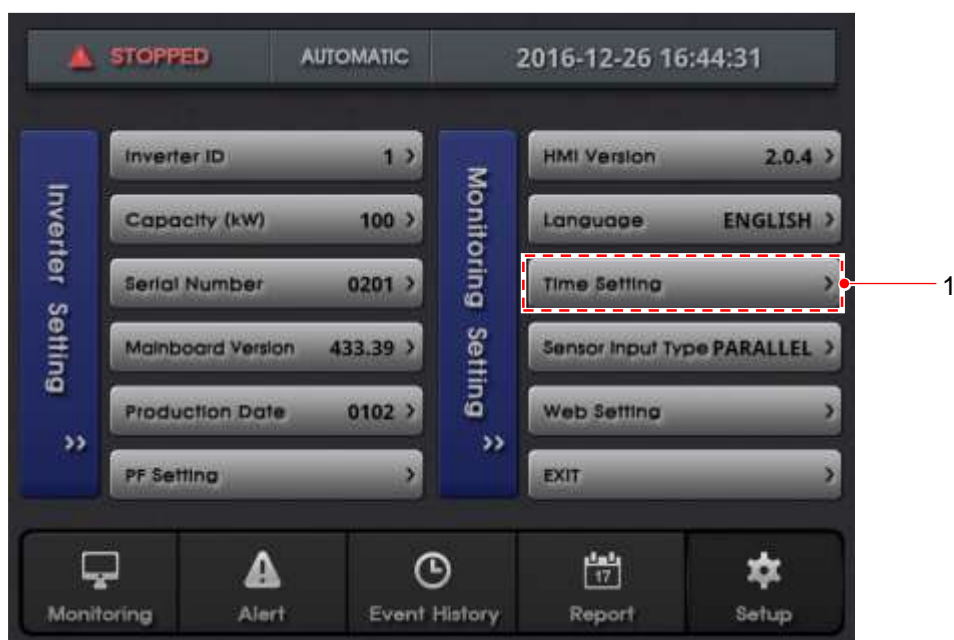 STOPPED AUTOMATIC 2016-12-26 16:44:31
Inverter Setting >>
Inverter ID 1 >
Capacity (kW) 100 >
Serial Number 0201 >
Mainboard Version 433.39 >
Production Date 0102 >
PF Setting >
Monitoring Setting >>
HMI Version 2.0.4 >
Language ENGLISH >
Time Setting >
Sensor Input Type PARALLEL >
Web Setting >
EXIT >
1
17
Monitoring Alert Event History Report Setup